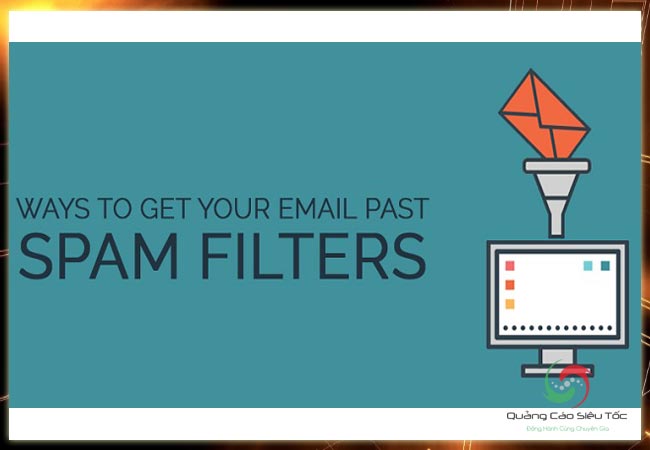 WAYS TO GET YOUR EMAIL PAST
SPAM FILTERS
Quảng Cáo Siêu Tốc
Đồng Hành Cùng Chuyên Gia